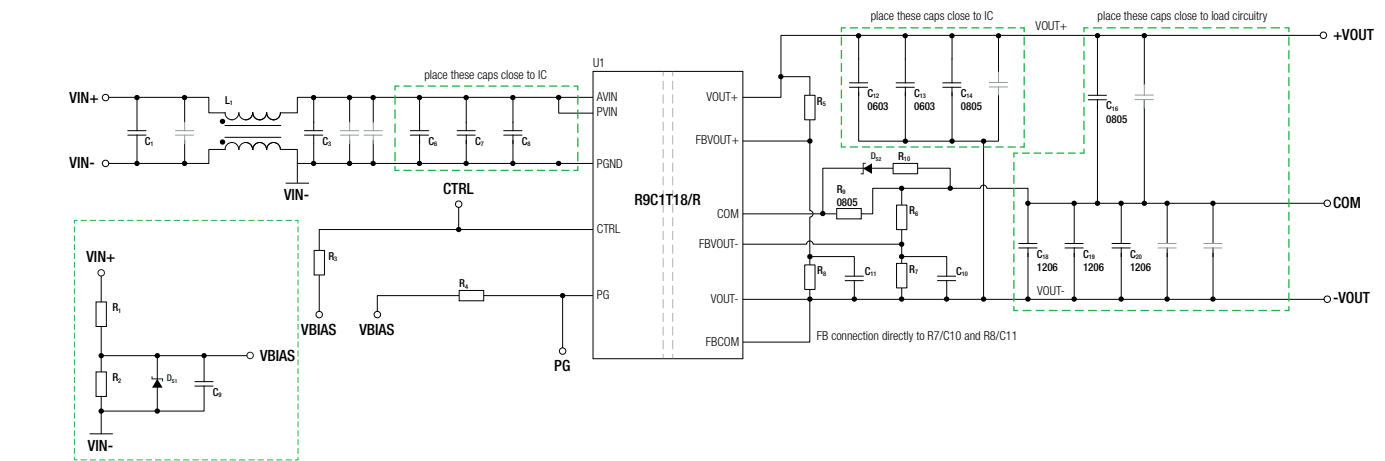 place these caps close to IC
place these caps close to load circuitry
VOUT+
+VOUT
U1
place these caps close to IC
VIN+
L₁
AVIN
PVIN
VOUT+
R₅
C₁₂
0603
C₁₃
0603
C₁₄
0805
C₁₆
0805
C₁
C₃
C₆
C₇
C₈
FBVOUT+
VIN-
PGND
D_S2
R₁₀
VIN-
CTRL
R9C1T18/R
R₉
0805
COM
R₆
COM
CTRL
FBVOUT-
C₁₈
1206
C₁₉
1206
C₂₀
1206
VIN+
R₃
R₈
C₁₁
R₇
C₁₀
R₄
PG
VOUT-
VOUT-
-VOUT
R₁
VBIAS
VBIAS
FBCOM
FB connection directly to R7/C10 and R8/C11
VBIAS
PG
R₂
D_S1
C₉
VIN-